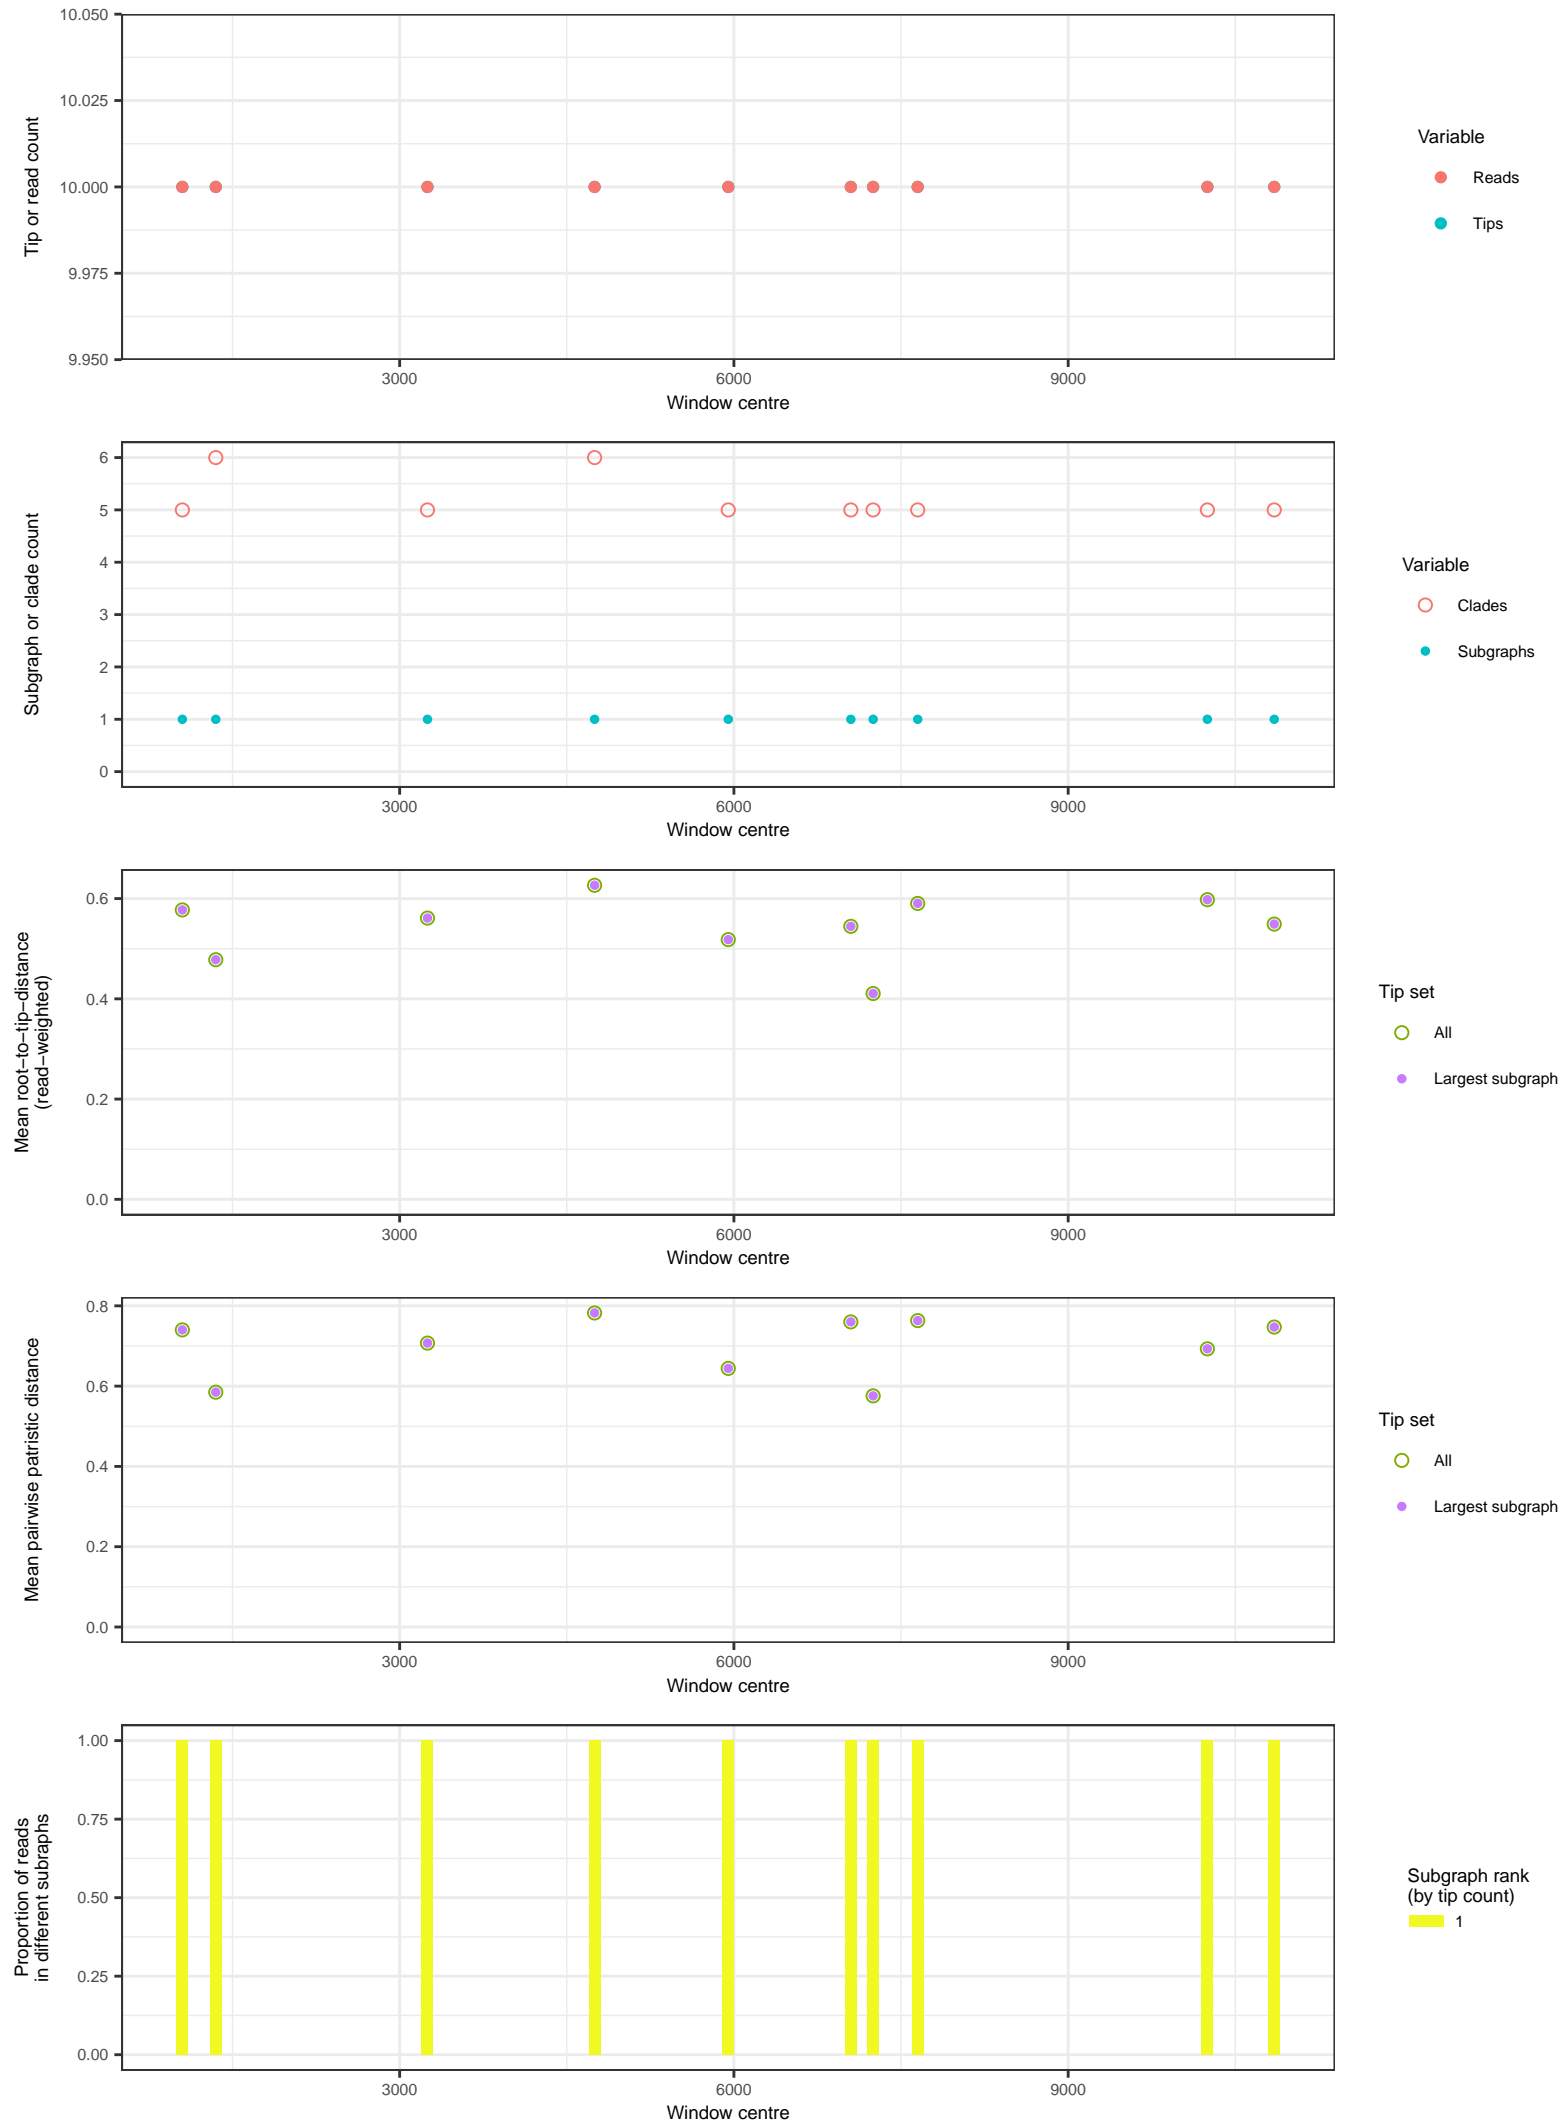 10.050
10.025
10.000
9.975
9.950
Tip or read count
3000 6000 9000
Window centre
Variable
Reads
Tips
6
5
4
3
2
1
0
Subgraph or clade count
3000 6000 9000
Window centre
Variable
Clades
Subgraphs
0.6
0.4
0.2
0.0
Mean root−to−tip−distance
(read−weighted)
3000 6000 9000
Window centre
Tip set
All
Largest subgraph
0.8
0.6
0.4
0.2
0.0
Mean pairwise patristic distance
3000 6000 9000
Window centre
Tip set
All
Largest subgraph
1.00
0.75
0.50
0.25
0.00
Proportion of reads
in different subraphs
3000 6000 9000
Window centre
Subgraph rank
(by tip count)
1